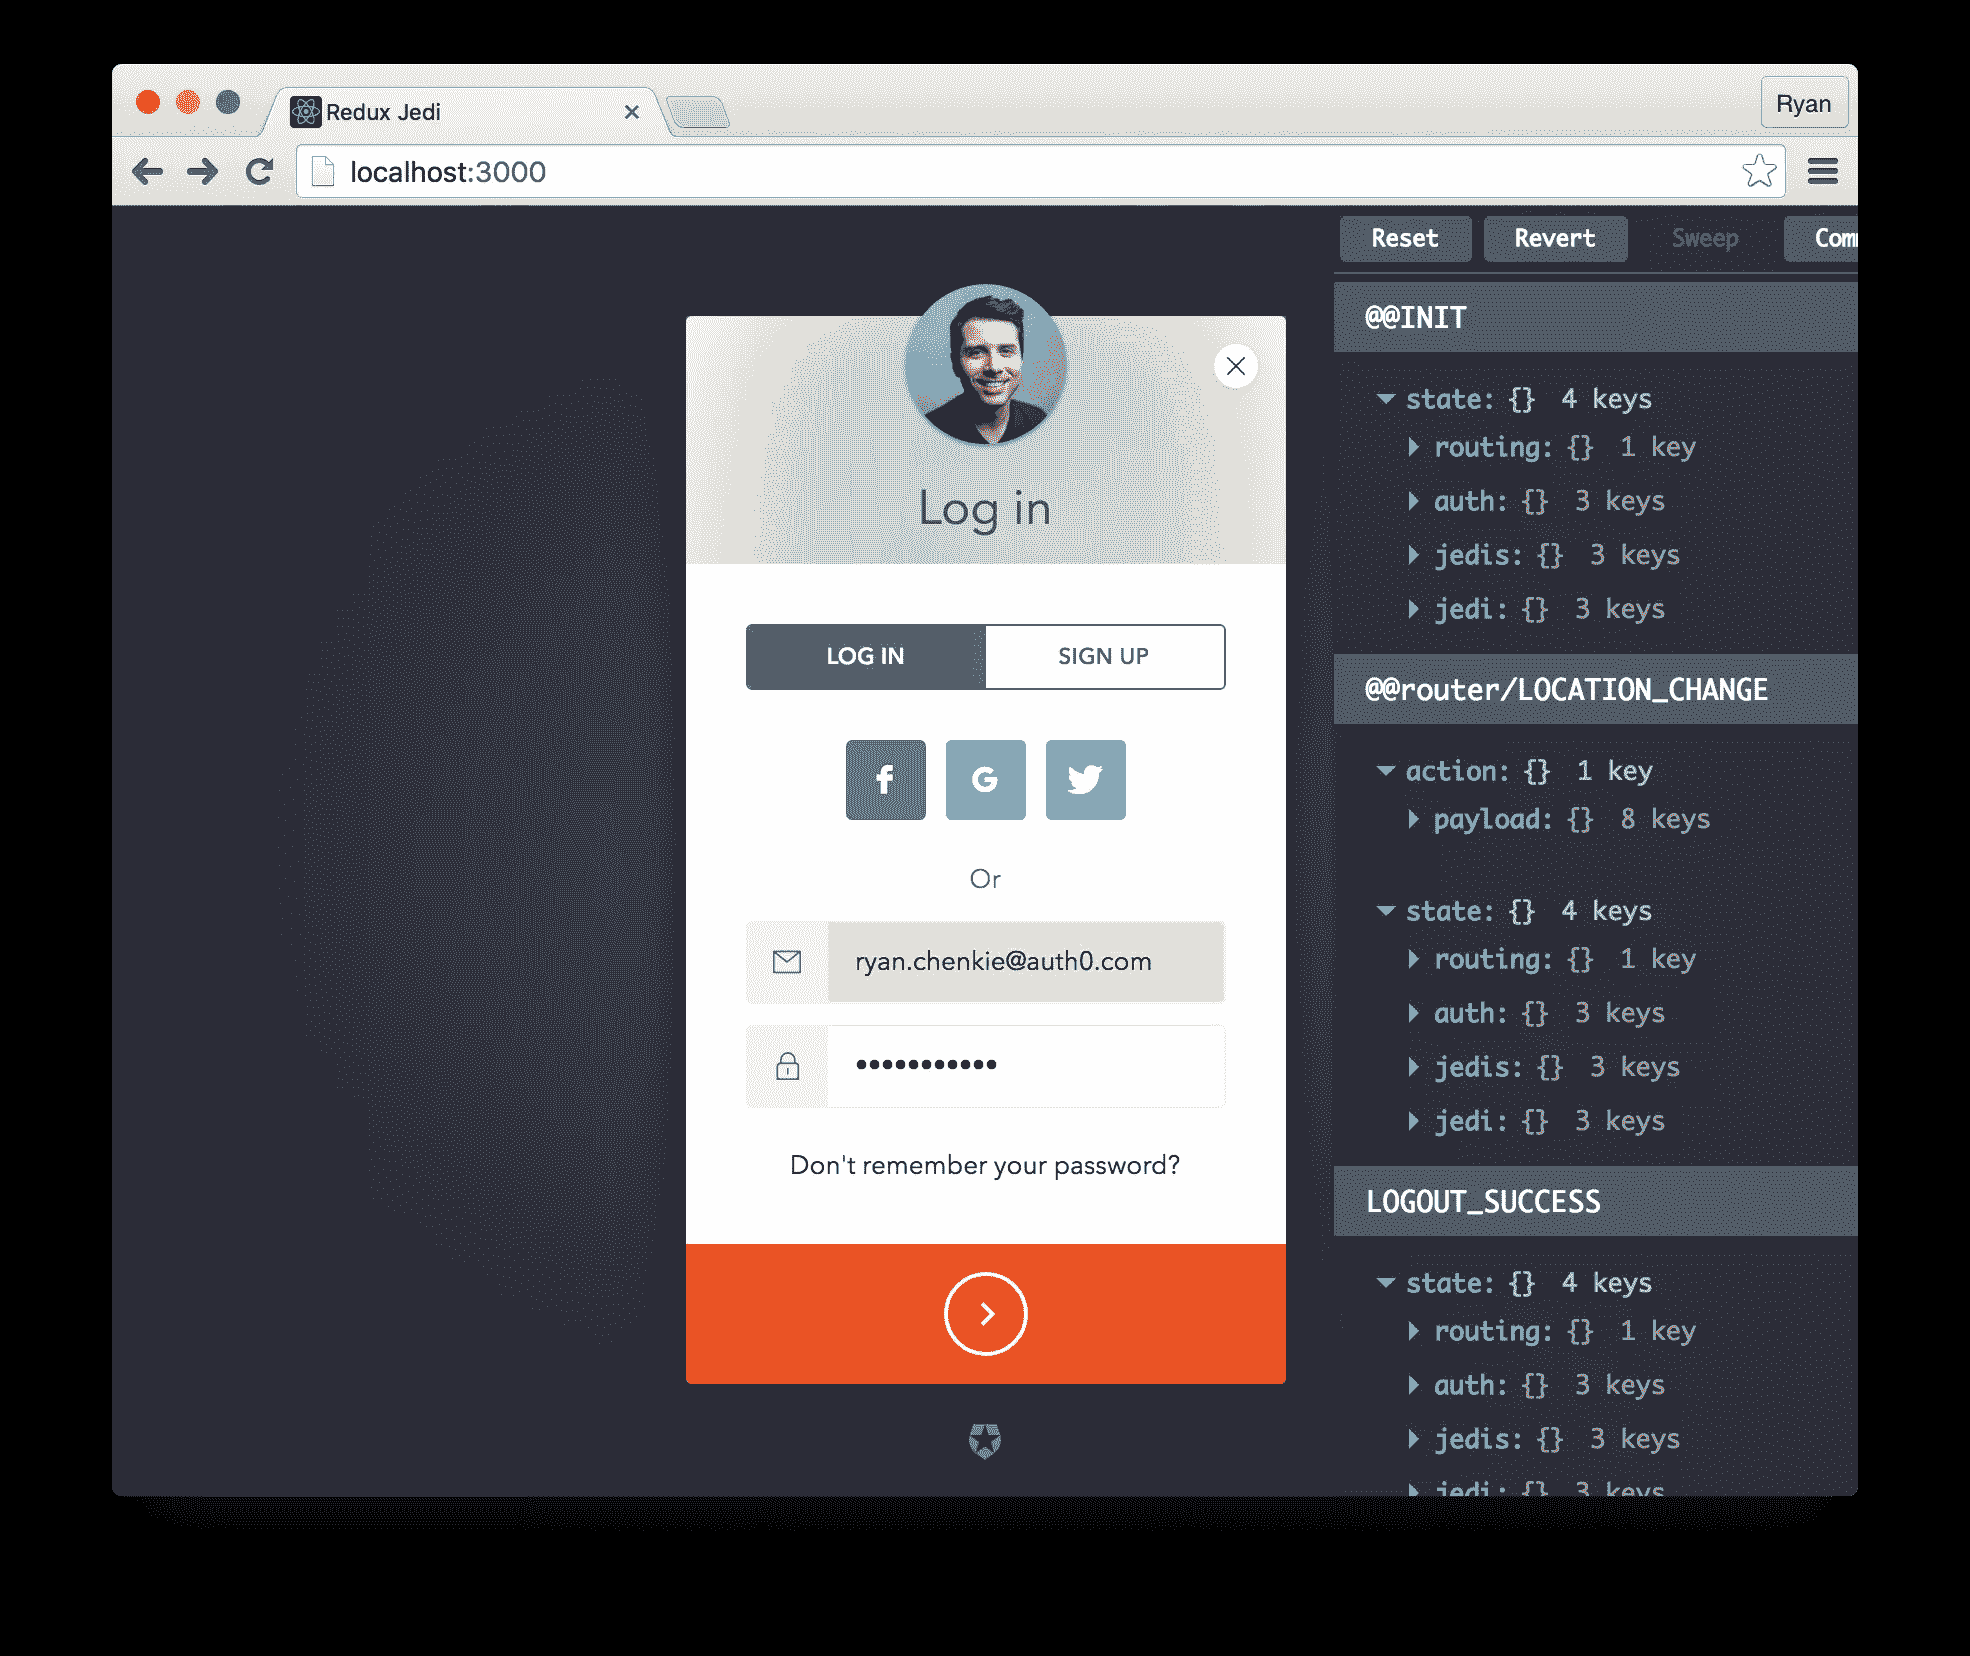 Redux Jedi
Ryan
localhost:3000
Reset Revert Sweep Com
Log in
LOG IN SIGN UP
f G
Or
ryan.chenkie@auth0.com
•••••••••••
Don't remember your password?
@@INIT
state: {} 4 keys
routing: {} 1 key
auth: {} 3 keys
jedis: {} 3 keys
jedi: {} 3 keys
@@router/LOCATION_CHANGE
action: {} 1 key
payload: {} 8 keys
state: {} 4 keys
routing: {} 1 key
auth: {} 3 keys
jedis: {} 3 keys
jedi: {} 3 keys
LOGOUT_SUCCESS
state: {} 4 keys
routing: {} 1 key
auth: {} 3 keys
jedis: {} 3 keys
jedi: {} 3 keys